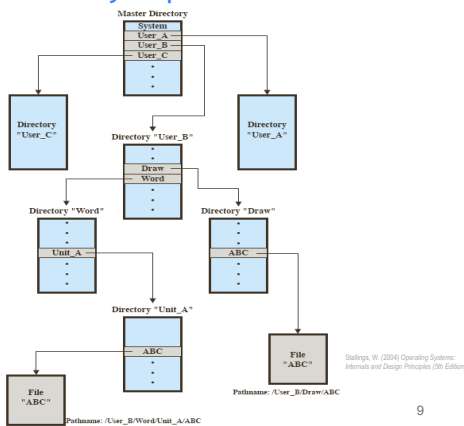 Master Directory
System
User_A
User_B
User_C
Directory
"User_C"
Directory
"User_A"
Directory "User_B"
Draw
Word
Directory "Word"
Directory "Draw"
Unit_A
ABC
Directory "Unit_A"
ABC
File
"ABC"
Pathname: /User_B/Draw/ABC
File
"ABC"
Pathname: /User_B/Word/Unit_A/ABC
Stallings, W. (2004) Operating Systems:
Internals and Design Principles (5th Edition
9